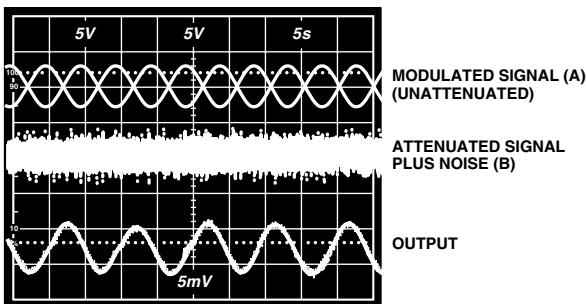 5V 5V 5s
100
90
MODULATED SIGNAL (A)
(UNATTENUATED)
ATTENUATED SIGNAL
PLUS NOISE (B)
10
OUTPUT
5mV